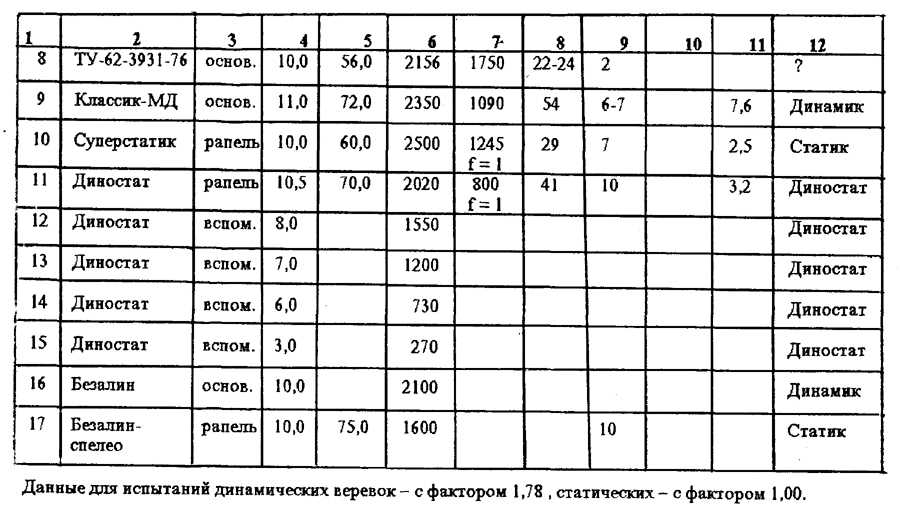 1 2 3 4 5 6 7- 8 9 10 11 12
8 ТУ-62-3931-76 основ. 10,0 56,0 2156 1750 22-24 2 ?
9 Классик-МД основ. 11,0 72,0 2350 1090 54 6-7 7,6 Динамик
10 Суперстатик рапель 10,0 60,0 2500 1245 29 7 2,5 Статик
f = 1
11 Диностат рапель 10,5 70,0 2020 800 41 10 3,2 Диностат
f = 1
12 Диностат вспом. 8,0 1550 Диностат
13 Диностат вспом. 7,0 1200 Диностат
14 Диностат вспом. 6,0 730 Диностат
15 Диностат вспом. 3,0 270 Диностат
16 Безалин основ. 10,0 2100 Динамик
17 Безалин- рапель 10,0 75,0 1600 10 Статик
спелео
Данные для испытаний динамических веревок – с фактором 1,78 , статических – с фактором 1,00.